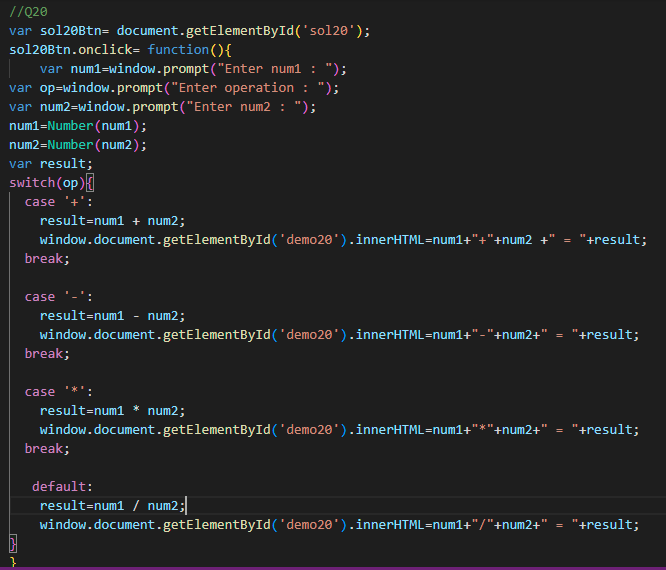 //Q20
var sol20Btn= document.getElementById('sol20');
sol20Btn.onclick= function(){
    var num1=window.prompt("Enter num1 : ");
var op=window.prompt("Enter operation : ");
var num2=window.prompt("Enter num2 : ");
num1=Number(num1);
num2=Number(num2);
var result;
switch(op){
  case '+':
    result=num1 + num2;
    window.document.getElementById('demo20').innerHTML=num1+"+"+num2 +" = "+result;
  break;

  case '-':
    result=num1 - num2;
    window.document.getElementById('demo20').innerHTML=num1+"-"+num2+" = "+result;
  break;

  case '*':
    result=num1 * num2;
    window.document.getElementById('demo20').innerHTML=num1+"*"+num2+" = "+result;
  break;

   default:
    result=num1 / num2;
    window.document.getElementById('demo20').innerHTML=num1+"/"+num2+" = "+result;
}
}